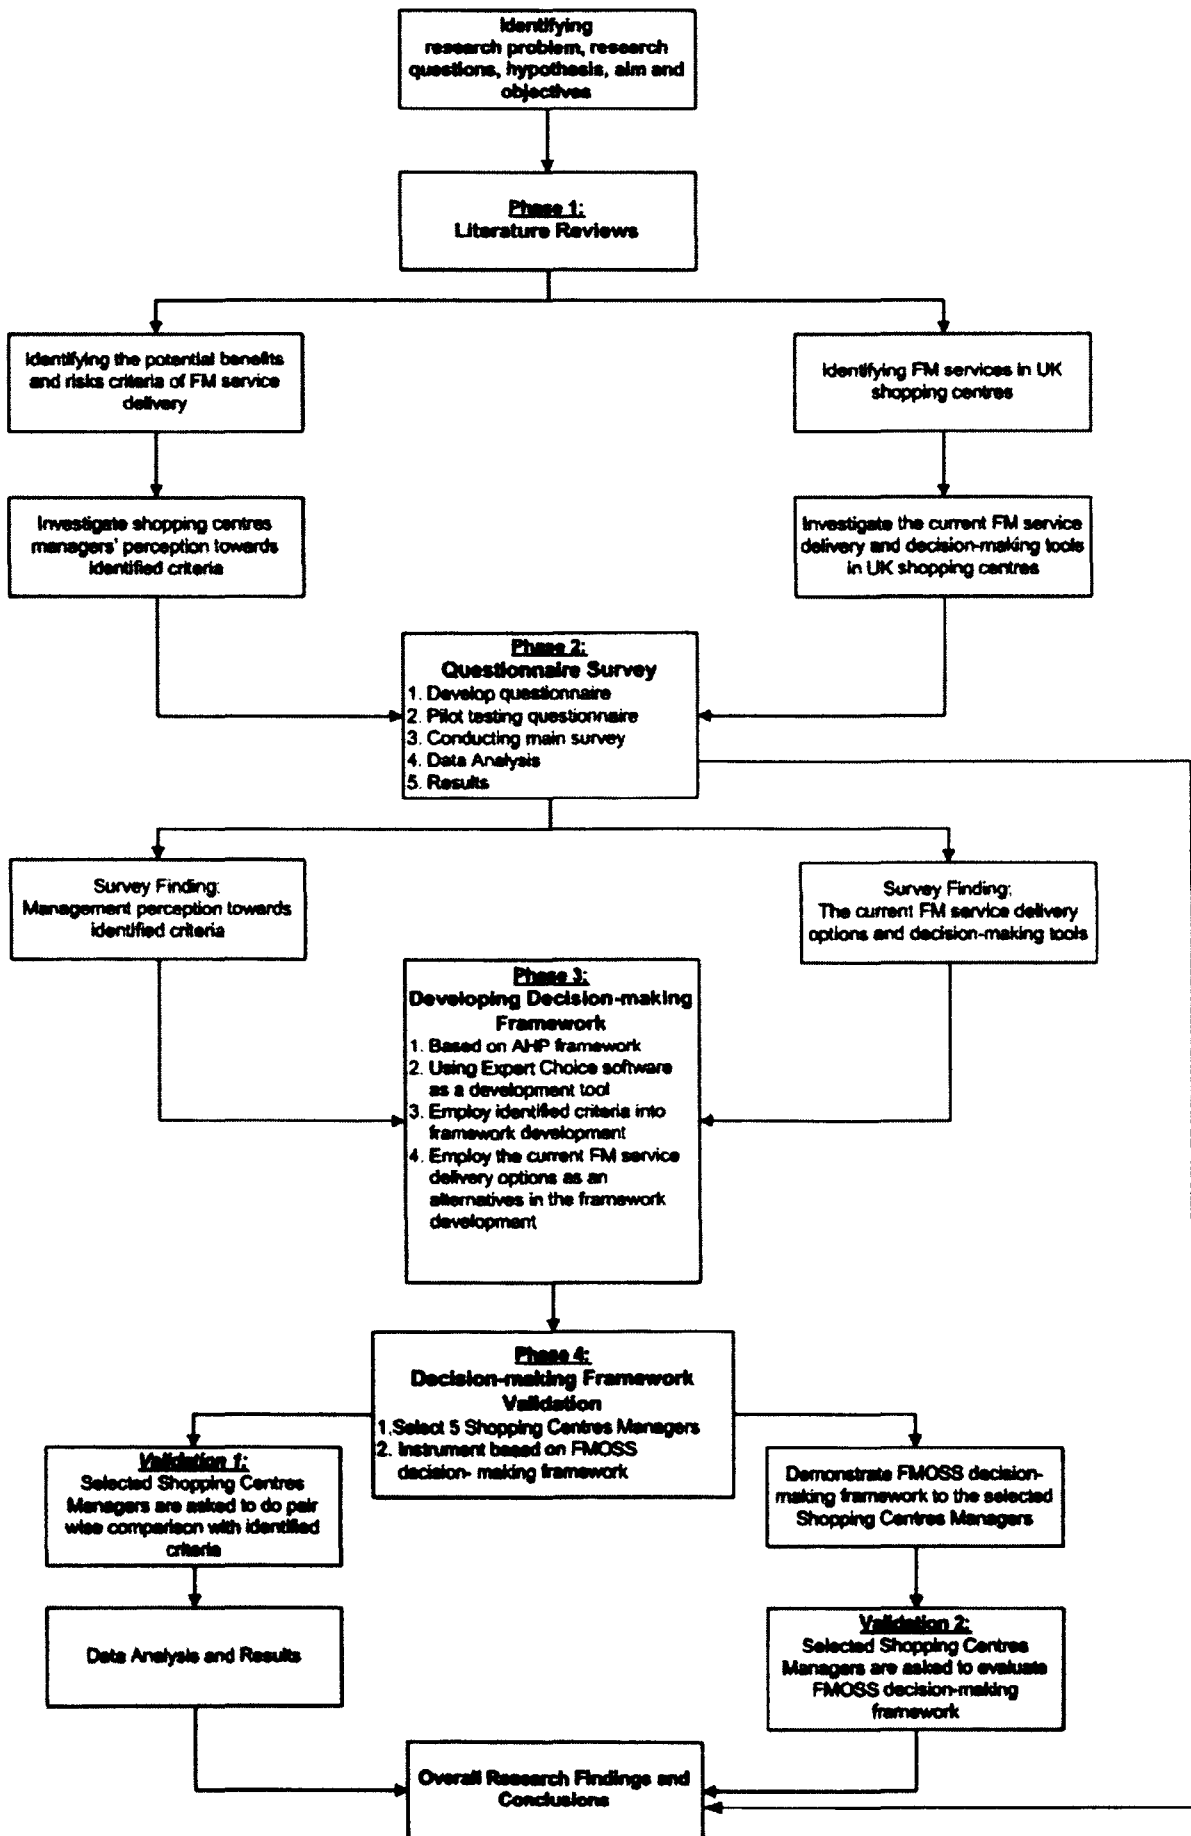 Identifying
research problem, research
questions, hypothesis, aim and
objectives
Phase 1:
Literature Reviews
Identifying the potential benefits
and risks criteria of FM service
delivery
Identifying FM services in UK
shopping centres
Investigate shopping centres
managers' perception towards
identified criteria
Investigate the current FM service
delivery and decision-making tools
in UK shopping centres
Phase 2:
Questionnaire Survey
1. Develop questionnaire
2. Pilot testing questionnaire
3. Conducting main survey
4. Data Analysis
5. Results
Survey Finding:
Management perception towards
identified criteria
Survey Finding:
The current FM service delivery
options and decision-making tools
Phase 3:
Developing Decision-making
Framework
1. Based on AHP framework
2. Using Expert Choice software
as a development tool
3. Employ identified criteria into
framework development
4. Employ the current FM service
delivery options as an
alternatives in the framework
development
Phase 4:
Decision-making Framework
Validation
1.Select 5 Shopping Centres Managers
2. Instrument based on FMOSS
decision- making framework
Validation 1:
Selected Shopping Centres
Managers are asked to do pair
wise comparison with identified
criteria
Demonstrate FMOSS decision-
making framework to the selected
Shopping Centres Managers
Data Analysis and Results
Validation 2:
Selected Shopping Centres
Managers are asked to evaluate
FMOSS decision-making
framework
Overall Research Findings and
Conclusions